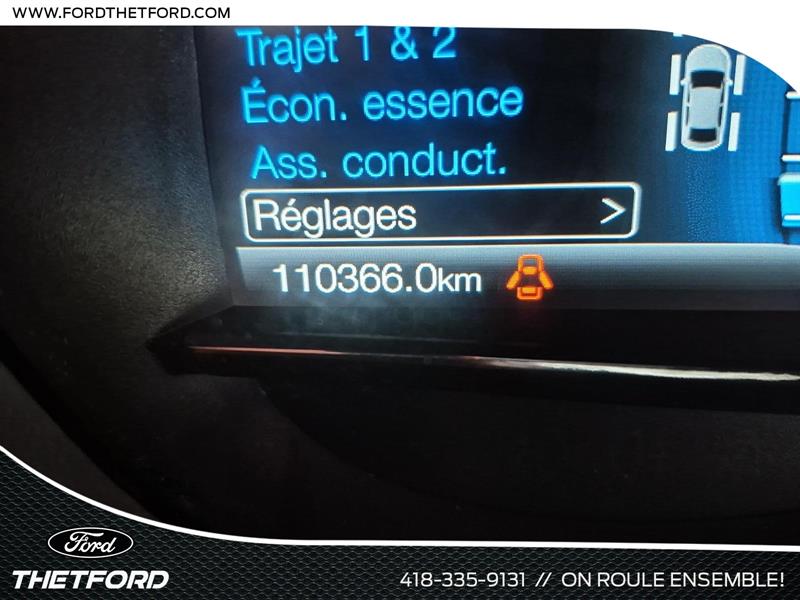 WWW.FORDTHETFORD.COM
Trajet 1 & 2
Écon. essence
Ass. conduct.
Réglages >
110366.0km
Ford
THETFORD
418-335-9131 // ON ROULE ENSEMBLE!